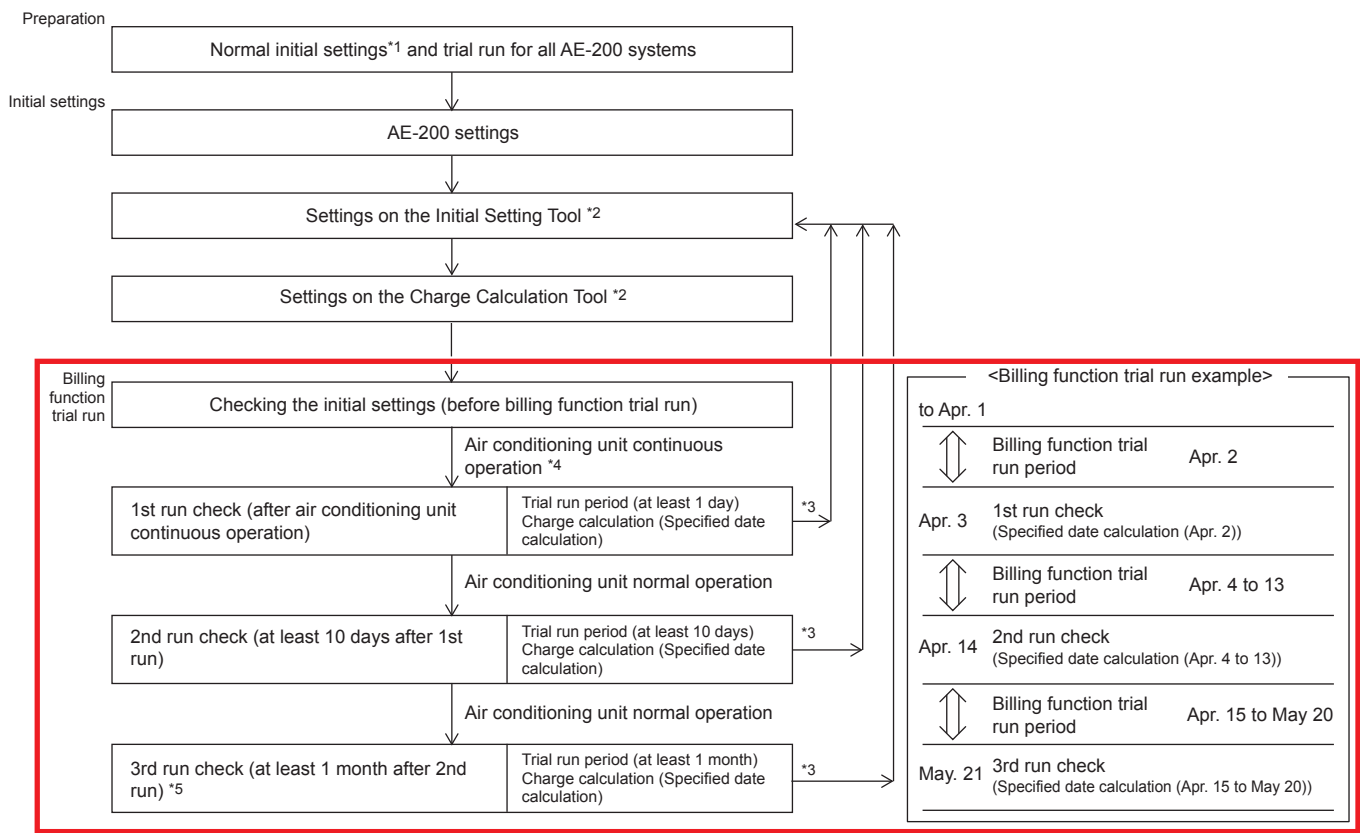 Preparation
Normal initial settings*1 and trial run for all AE-200 systems
Initial settings
AE-200 settings
Settings on the Initial Setting Tool *2
Settings on the Charge Calculation Tool *2
Billing
function
trial run
Checking the initial settings (before billing function trial run)
Air conditioning unit continuous
operation *4
1st run check (after air conditioning unit
continuous operation)
Trial run period (at least 1 day)
Charge calculation (Specified date
calculation)
*3
Air conditioning unit normal operation
2nd run check (at least 10 days after 1st
run)
Trial run period (at least 10 days)
Charge calculation (Specified date
calculation)
*3
Air conditioning unit normal operation
3rd run check (at least 1 month after 2nd
run) *5
Trial run period (at least 1 month)
Charge calculation (Specified date
calculation)
*3
<Billing function trial run example>
to Apr. 1
Billing function trial
run period
Apr. 2
Apr. 3
1st run check
(Specified date calculation (Apr. 2))
Billing function trial
run period
Apr. 4 to 13
Apr. 14
2nd run check
(Specified date calculation (Apr. 4 to 13))
Billing function trial
run period
Apr. 15 to May 20
May. 21
3rd run check
(Specified date calculation (Apr. 15 to May 20))